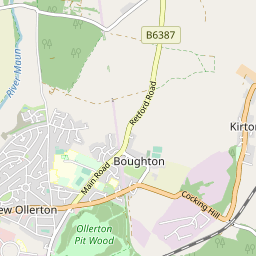 B6387
River Maun
Retford Road
Kirton
Boughton
Main Road
Cocking Hill
ew Ollerton
Ollerton
Pit Wood